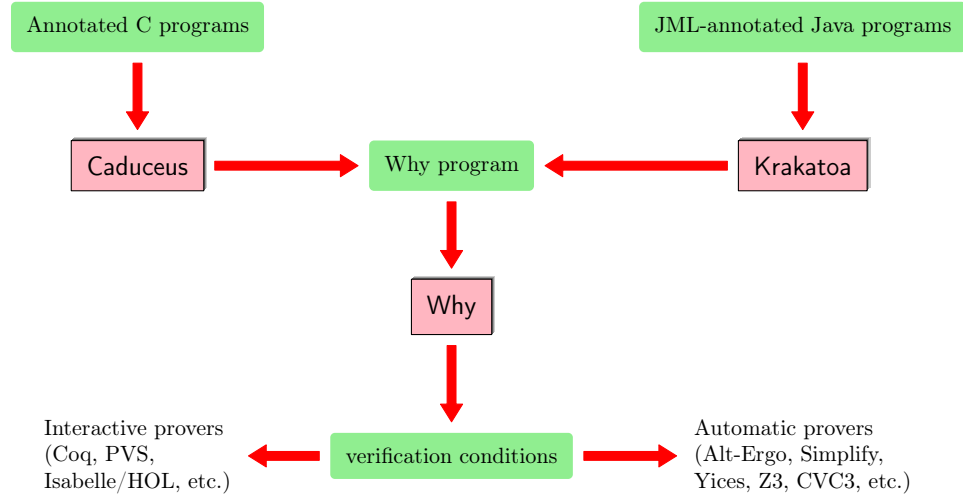 Annotated C programs
JML-annotated Java programs
Caduceus
Why program
Krakatoa
Why
Interactive provers
(Coq, PVS,
Isabelle/HOL, etc.)
verification conditions
Automatic provers
(Alt-Ergo, Simplify,
Yices, Z3, CVC3, etc.)